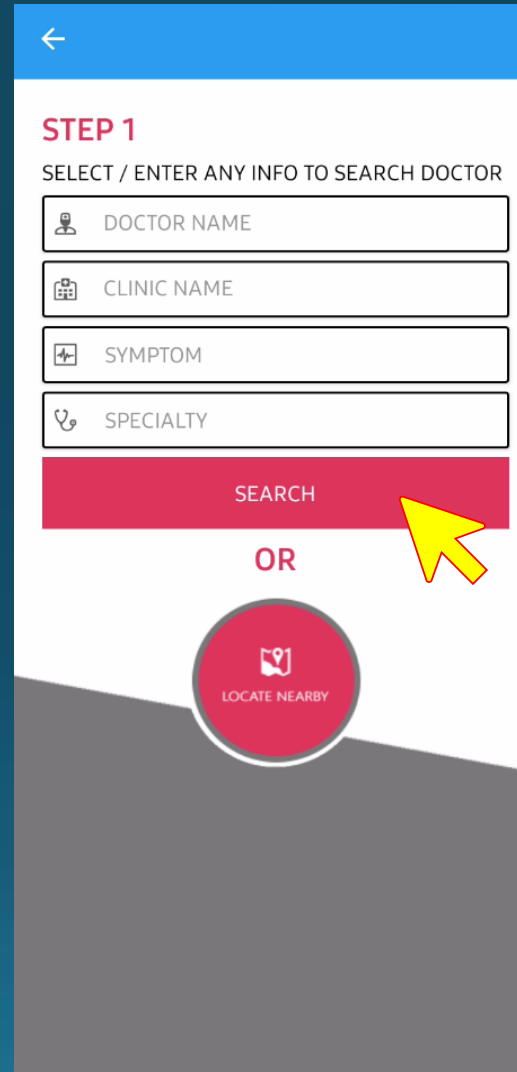 STEP 1
SELECT / ENTER ANY INFO TO SEARCH DOCTOR
DOCTOR NAME
CLINIC NAME
SYMPTOM
SPECIALTY
SEARCH
OR
LOCATE NEARBY